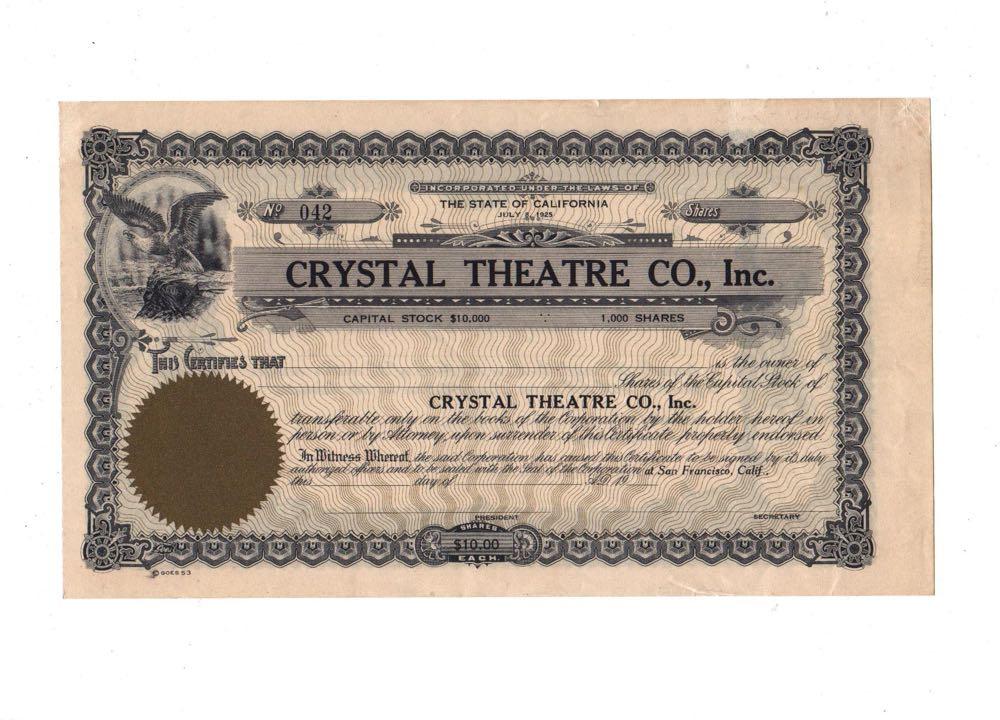 INCORPORATED UNDER THE LAWS OF
THE STATE OF CALIFORNIA
JULY 1925
Nº 042
Shares
CRYSTAL THEATRE CO., Inc.
CAPITAL STOCK $10,000 1,000 SHARES
THIS CERTIFIES THAT is the owner of
Shares of the Capital Stock of
CRYSTAL THEATRE CO., Inc.
transferable only on the books of the Corporation by the holder hereof in
person or by Attorney upon surrender of this Certificate properly endorsed.
In Witness Whereof, the said Corporation has caused this Certificate to be signed by its duly
authorized officers and to be sealed with the Seal of the Corporation at San Francisco, Calif.,
this day of A.D. 19
PRESIDENT SECRETARY
SHARES
$10.00
EACH
© GOES 53